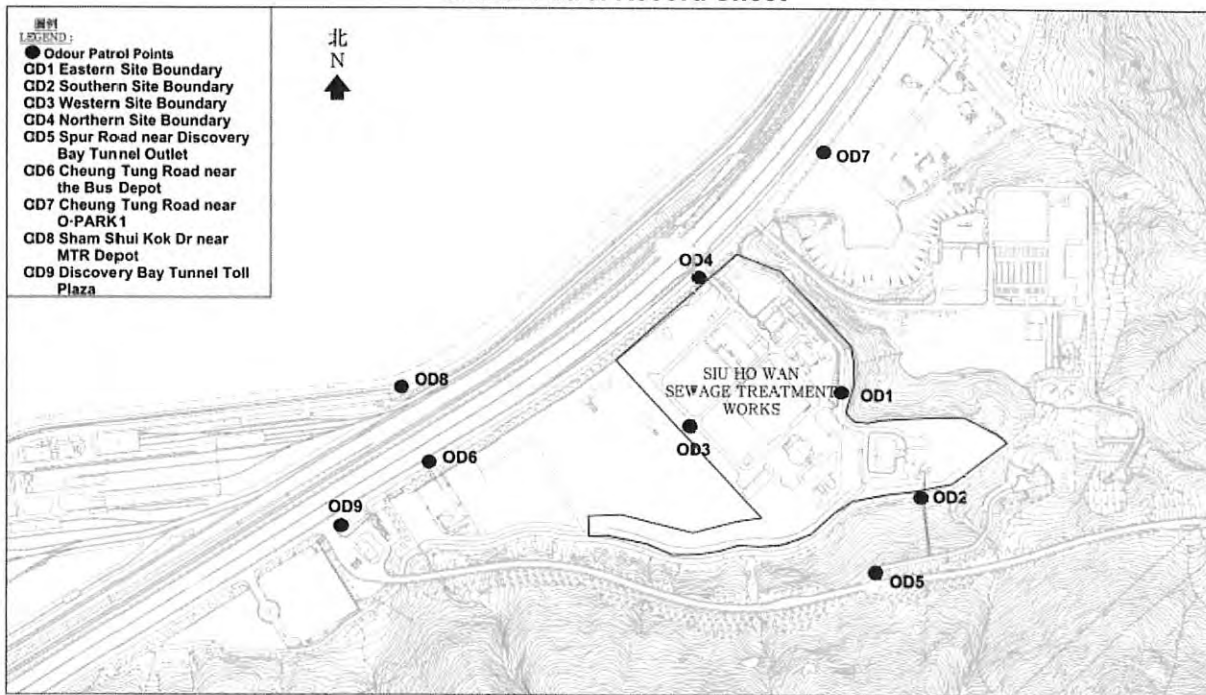 圖例
LEGEND :
Odour Patrol Points
OD1 Eastern Site Boundary
OD2 Southern Site Boundary
OD3 Western Site Boundary
OD4 Northern Site Boundary
OD5 Spur Road near Discovery
Bay Tunnel Outlet
OD6 Cheung Tung Road near
the Bus Depot
OD7 Cheung Tung Road near
O·PARK1
OD8 Sham Shui Kok Dr near
MTR Depot
OD9 Discovery Bay Tunnel Toll
Plaza
北
N
OD7
OD4
OD8
SIU HO WAN
SEWAGE TREATMENT
WORKS
OD1
OD3
OD6
OD2
OD9
OD5